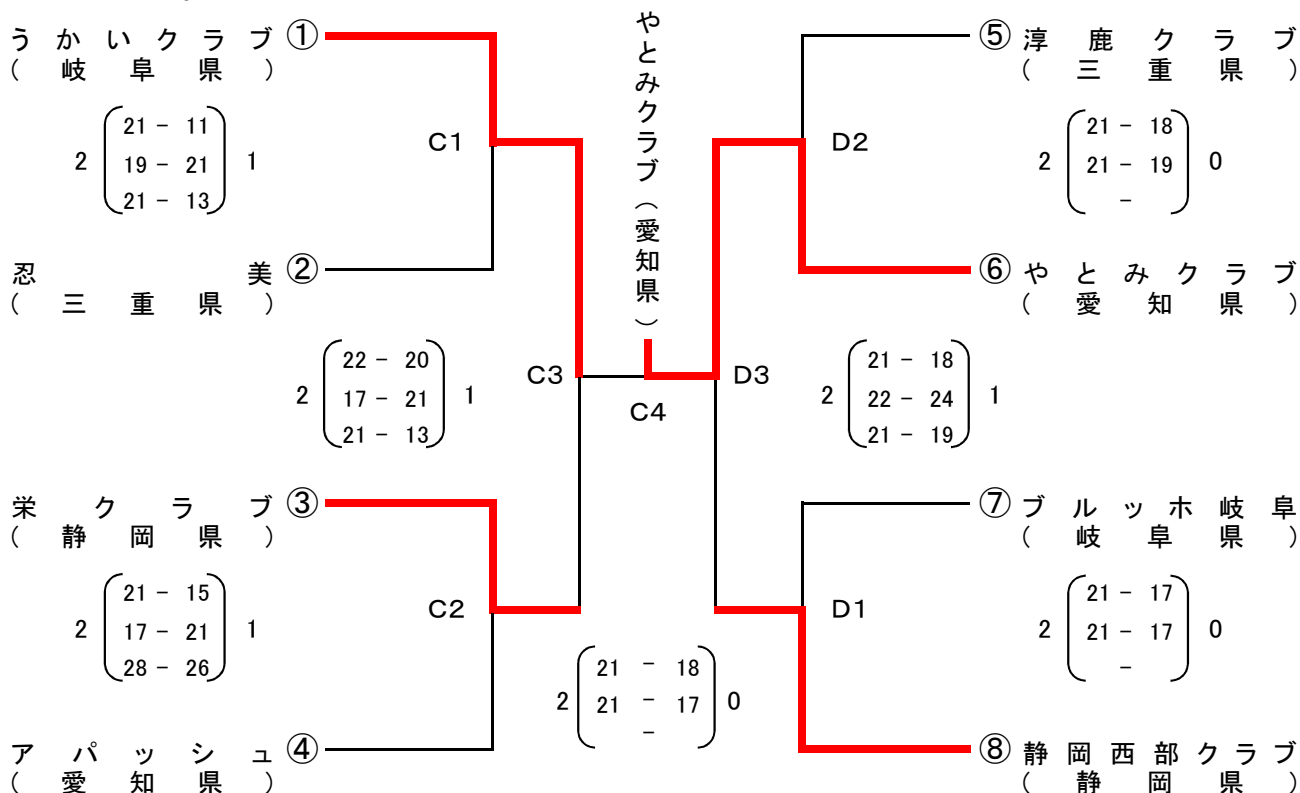 やとみクラブ（愛知県）
うかいクラブ ①
(岐阜県)
2 21 - 11 1
19 - 21
21 - 13
C1
忍美 ②
(三重県)
2 22 - 20 1
17 - 21
21 - 13
C3
栄クラブ ③
(静岡県)
2 21 - 15 1
17 - 21
28 - 26
C2
アパッシュ ④
(愛知県)
C4
2 21 - 18 0
21 - 17
-
⑤ 淳鹿クラブ
(三重県)
D2
2 21 - 18 0
21 - 19
-
⑥ やとみクラブ
(愛知県)
D3
2 21 - 18 1
22 - 24
21 - 19
⑦ ブルッホ岐阜
(岐阜県)
D1
2 21 - 17 0
21 - 17
-
⑧ 静岡西部クラブ
(静岡県)